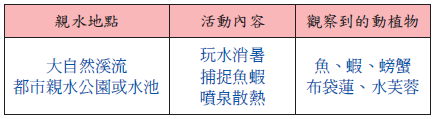 親水地點 活動內容 觀察到的動植物
大自然溪流
都市親水公園或水池
玩水消暑
捕捉魚蝦
噴泉散熱
魚、蝦、螃蟹
布袋蓮、水芙蓉